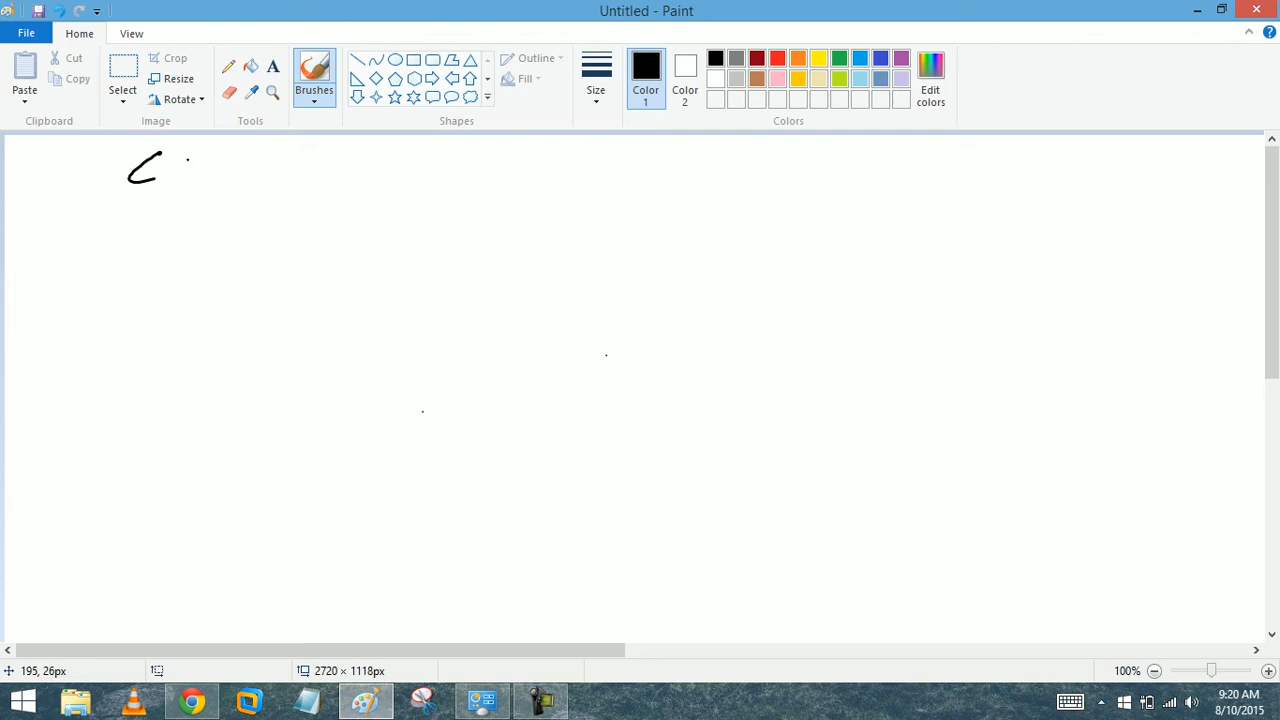 Untitled - Paint
File Home View
Paste
Cut
Copy
Clipboard
Select
Crop
Resize
Rotate
Image
A
Tools
Brushes
Outline
Fill
Shapes
Size
Color 1
Color 2
Edit colors
Colors
C
195, 26px
2720 × 1118px
100%
9:20 AM
8/10/2015